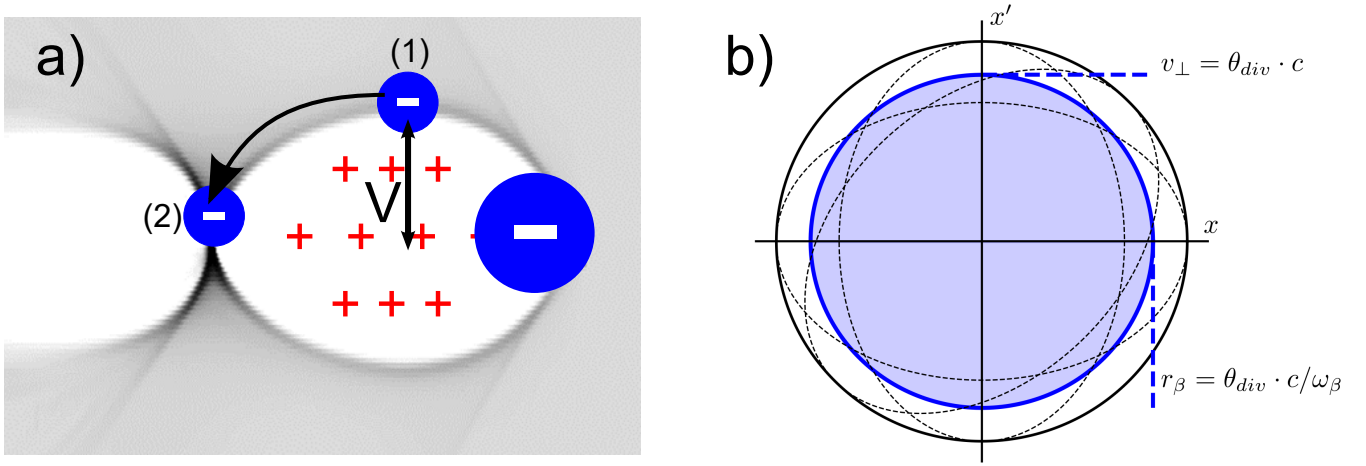 a)
(1)
+ + +
V
(2)
+ + + +
+ + +
b)
x′
v⊥ = θdiv · c
x
rβ = θdiv · c/ωβ